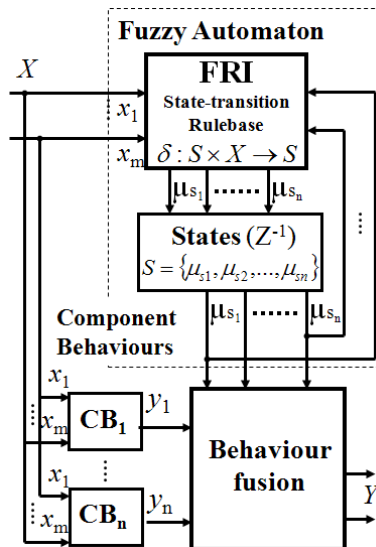 Fuzzy Automaton
X
FRI
State-transition
Rulebase
δ : S × X → S
x₁
xₘ
μs₁ ······ μsₙ
States (Z⁻¹)
S = {μs1, μs2,..., μsn}
μs₁ ······ μsₙ
Component
Behaviours
x₁
xₘ
CB₁
y₁
x₁
xₘ
CBₙ
yₙ
Behaviour
fusion
Y